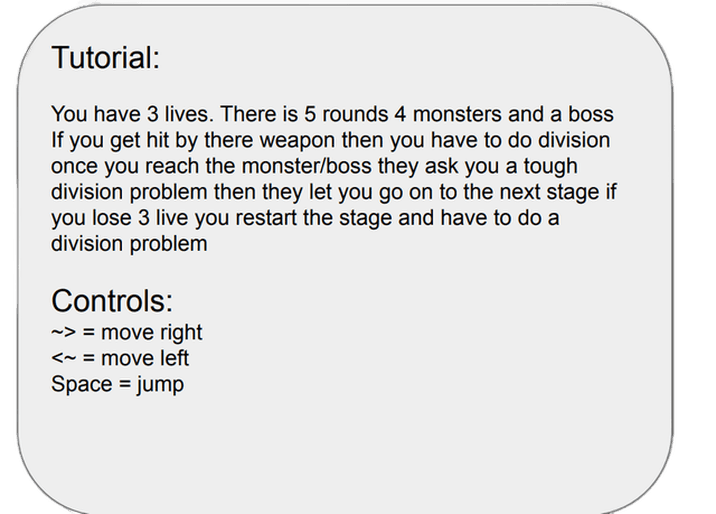 Tutorial:
You have 3 lives. There is 5 rounds 4 monsters and a boss
If you get hit by there weapon then you have to do division
once you reach the monster/boss they ask you a tough
division problem then they let you go on to the next stage if
you lose 3 live you restart the stage and have to do a
division problem
Controls:
~> = move right
<~ = move left
Space = jump